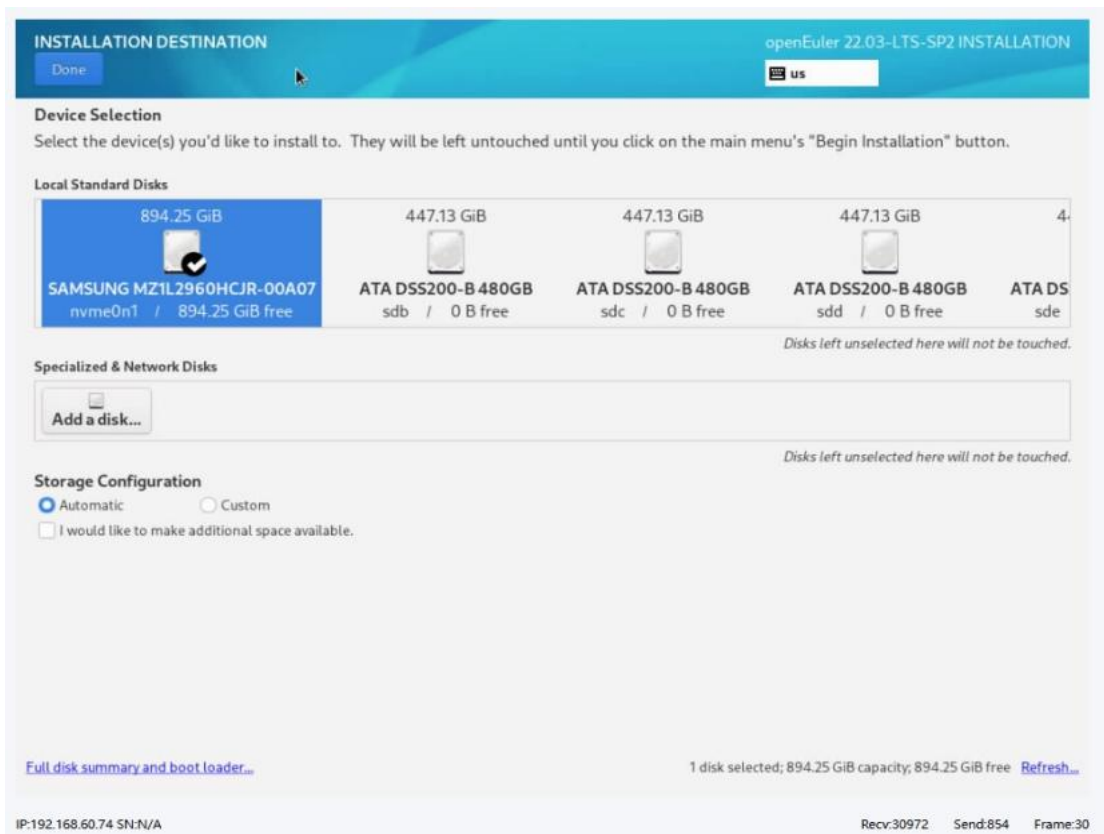 INSTALLATION DESTINATION
openEuler 22.03-LTS-SP2 INSTALLATION
Done
us
Device Selection
Select the device(s) you'd like to install to. They will be left untouched until you click on the main menu's "Begin Installation" button.
Local Standard Disks
894.25 GiB
SAMSUNG MZ1L2960HCJR-00A07
nvme0n1 / 894.25 GiB free
447.13 GiB
ATA DSS200-B 480GB
sdb / 0 B free
447.13 GiB
ATA DSS200-B 480GB
sdc / 0 B free
447.13 GiB
ATA DSS200-B 480GB
sdd / 0 B free
4
ATA DS
sde
Disks left unselected here will not be touched.
Specialized & Network Disks
Add a disk...
Disks left unselected here will not be touched.
Storage Configuration
Automatic Custom
I would like to make additional space available.
Full disk summary and boot loader...
1 disk selected; 894.25 GiB capacity; 894.25 GiB free Refresh...
IP:192.168.60.74 SN:N/A
Recv:30972 Send:854 Frame:30